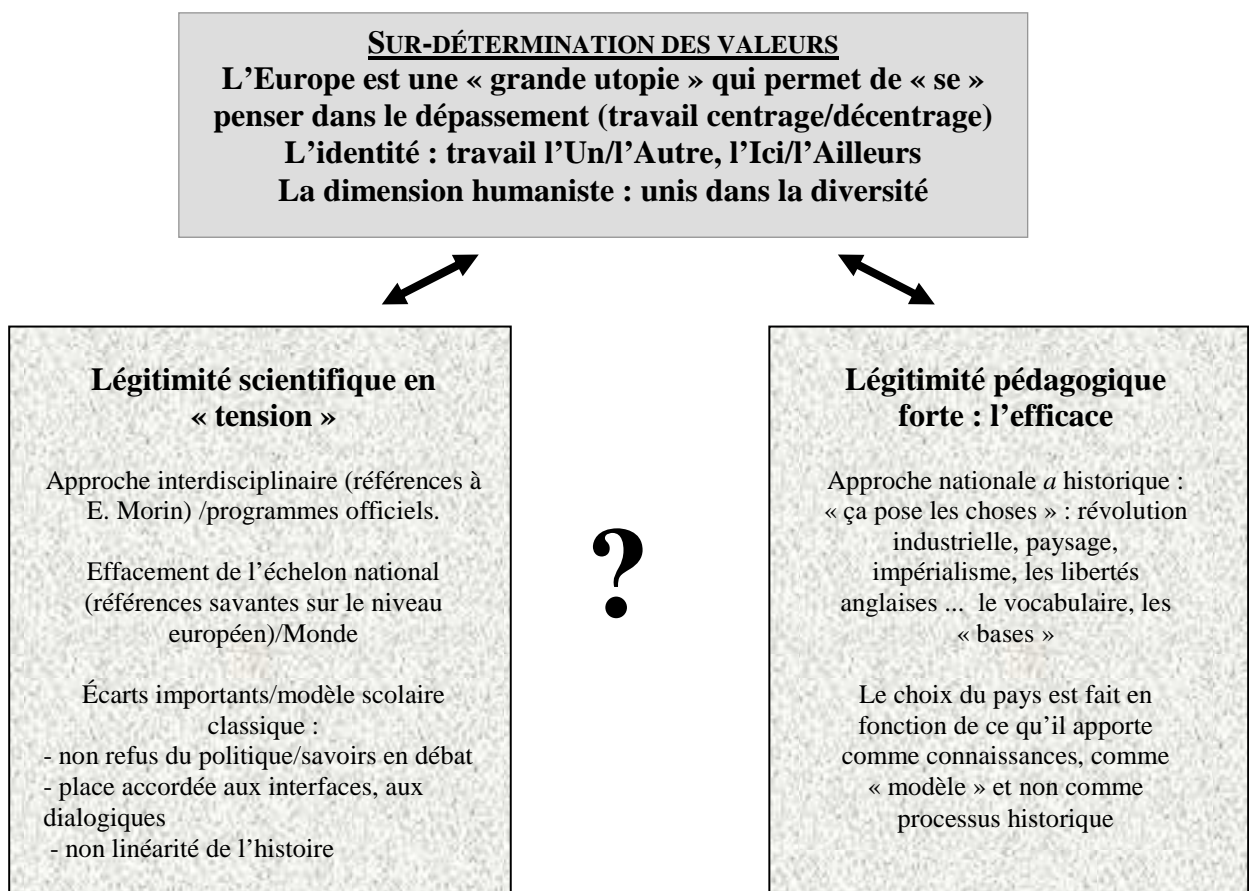 SUR-DÉTERMINATION DES VALEURS
L’Europe est une « grande utopie » qui permet de « se »
penser dans le dépassement (travail centrage/décentrage)
L’identité : travail l’Un/l’Autre, l’Ici/l’Ailleurs
La dimension humaniste : unis dans la diversité
Légitimité scientifique en
« tension »
Approche interdisciplinaire (références à
E. Morin) /programmes officiels.
Effacement de l’échelon national
(références savantes sur le niveau
européen)/Monde
Écarts importants/modèle scolaire
classique :
- non refus du politique/savoirs en débat
- place accordée aux interfaces, aux
dialogiques
- non linéarité de l’histoire
?
Légitimité pédagogique
forte : l’efficace
Approche nationale a historique :
« ça pose les choses » : révolution
industrielle, paysage,
impérialisme, les libertés
anglaises ... le vocabulaire, les
« bases »
Le choix du pays est fait en
fonction de ce qu’il apporte
comme connaissances, comme
« modèle » et non comme
processus historique